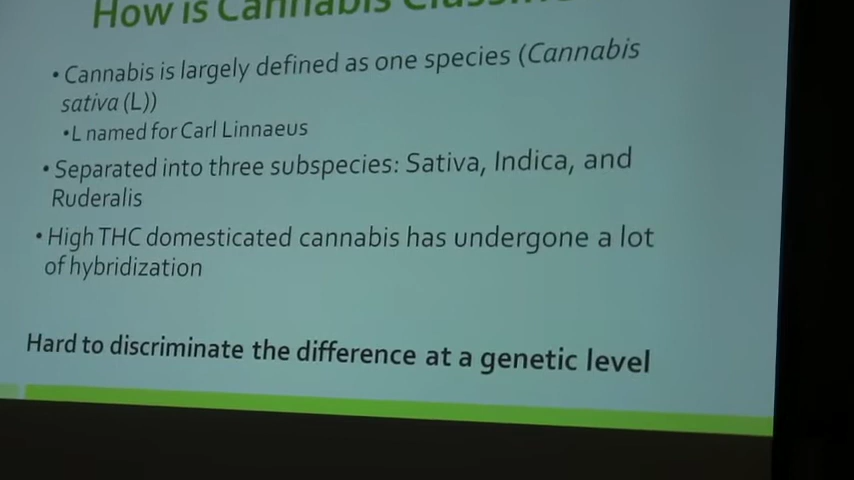 How is Cannabis
• Cannabis is largely defined as one species (Cannabis
sativa (L))
• L named for Carl Linnaeus
• Separated into three subspecies: Sativa, Indica, and
Ruderalis
• High THC domesticated cannabis has undergone a lot
of hybridization
Hard to discriminate the difference at a genetic level